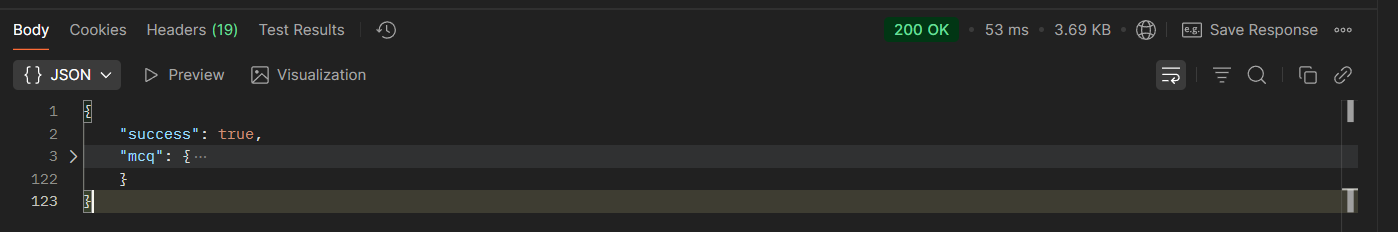 Body Cookies Headers (19) Test Results 200 OK • 53 ms • 3.69 KB • e.g. Save Response
{} JSON Preview Visualization
1 {
2 "success": true,
3 "mcq": { ···
122 }
123 }